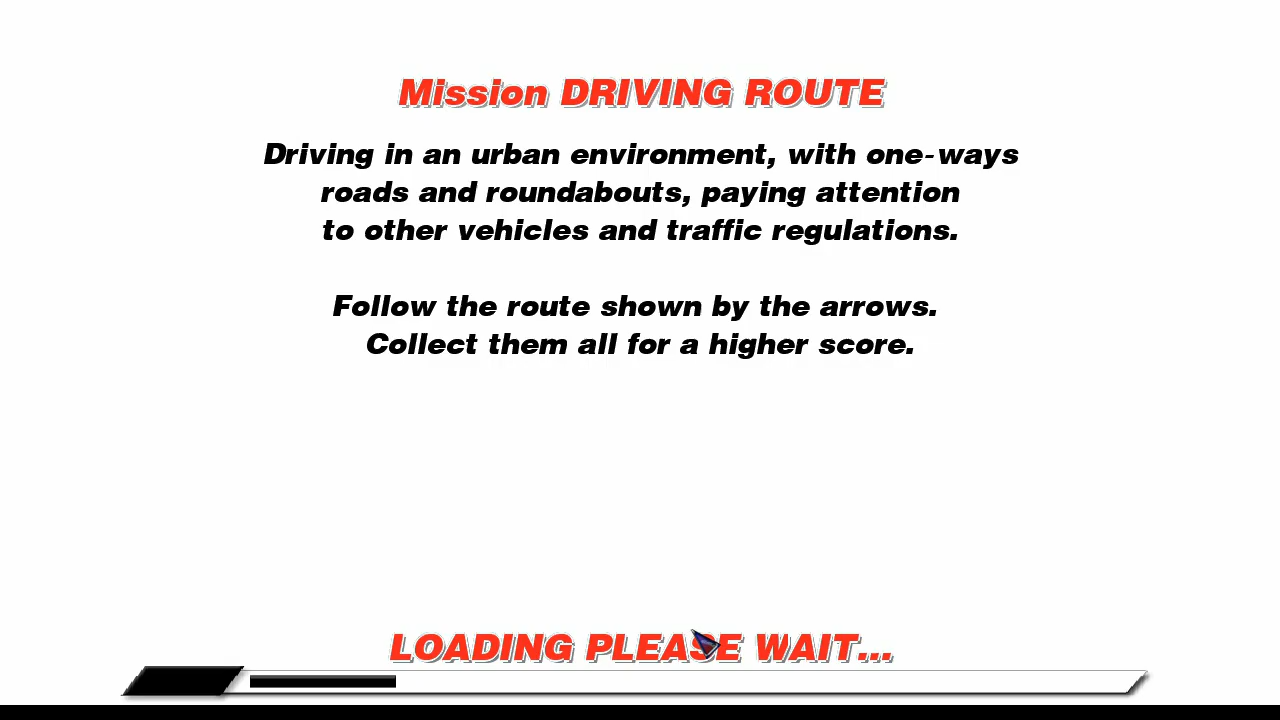 Mission DRIVING ROUTE
Driving in an urban environment, with one-ways
roads and roundabouts, paying attention
to other vehicles and traffic regulations.
Follow the route shown by the arrows.
Collect them all for a higher score.
LOADING PLEASE WAIT...